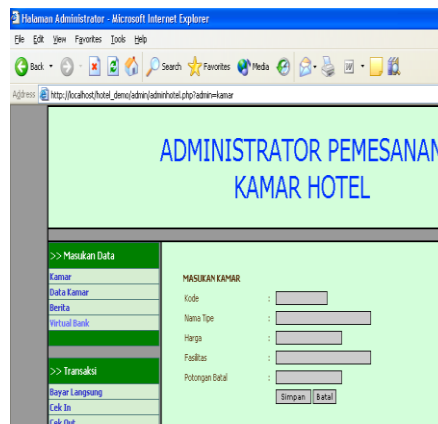 Halaman Administrator - Microsoft Internet Explorer
File Edit View Favorites Tools Help
Back Search Favorites Media
Address http://localhost/hotel_demo/admin/adminhotel.php?admin=kamar
ADMINISTRATOR PEMESANAN
KAMAR HOTEL
>> Masukan Data
Kamar
Data Kamar
Berita
Virtual Bank
>> Transaksi
Bayar Langsung
Cek In
Cek Out
MASUKAN KAMAR
Kode :
Nama Tipe :
Harga :
Fasilitas :
Potongan Batal :
Simpan Batal